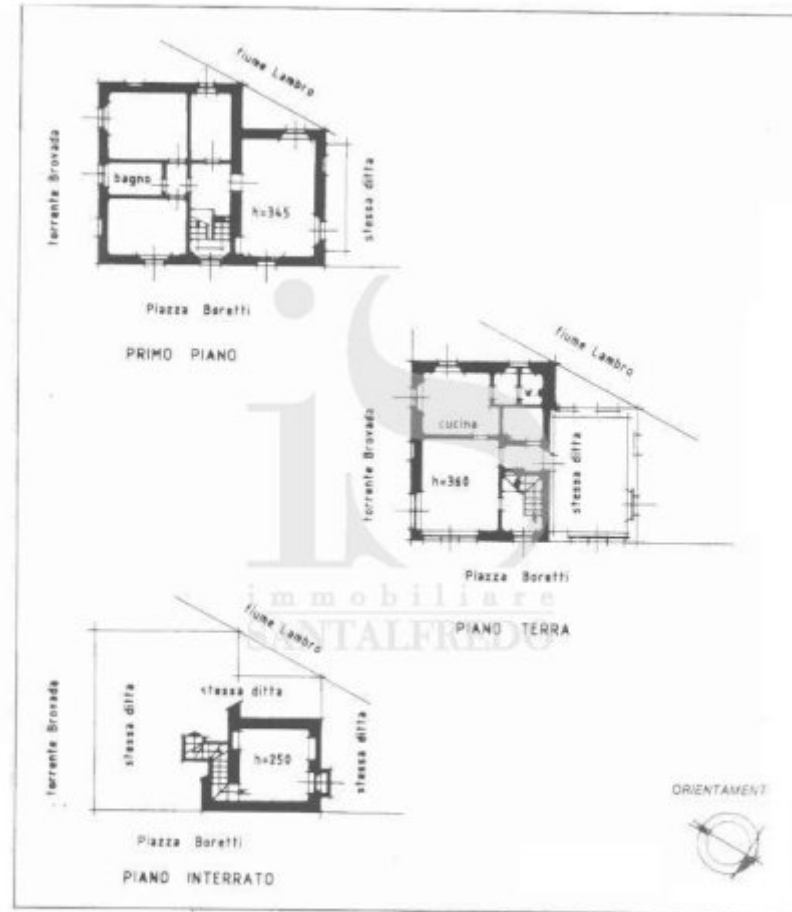 fiume Lambro
torrente Brovada
bagno
h=345
stessa ditta
Piazza Boretti
PRIMO PIANO
fiume Lambro
torrente Brovada
cucina
w.c
h=360
stessa ditta
Piazza Boretti
PIANO TERRA
immobiliare
SANTALFREDO
fiume Lambro
torrente Brovada
stessa ditta
stessa ditta
h=250
stessa ditta
Piazza Boretti
PIANO INTERRATO
ORIENTAMENT